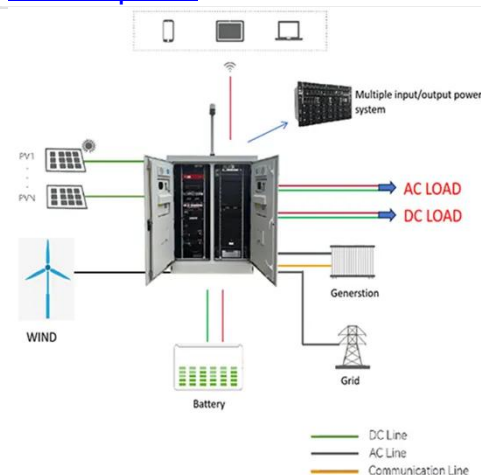 Multiple input/output power
system
PV1
PVN
AC LOAD
DC LOAD
WIND
Generstion
Grid
Battery
DC Line
AC Line
Communication Line